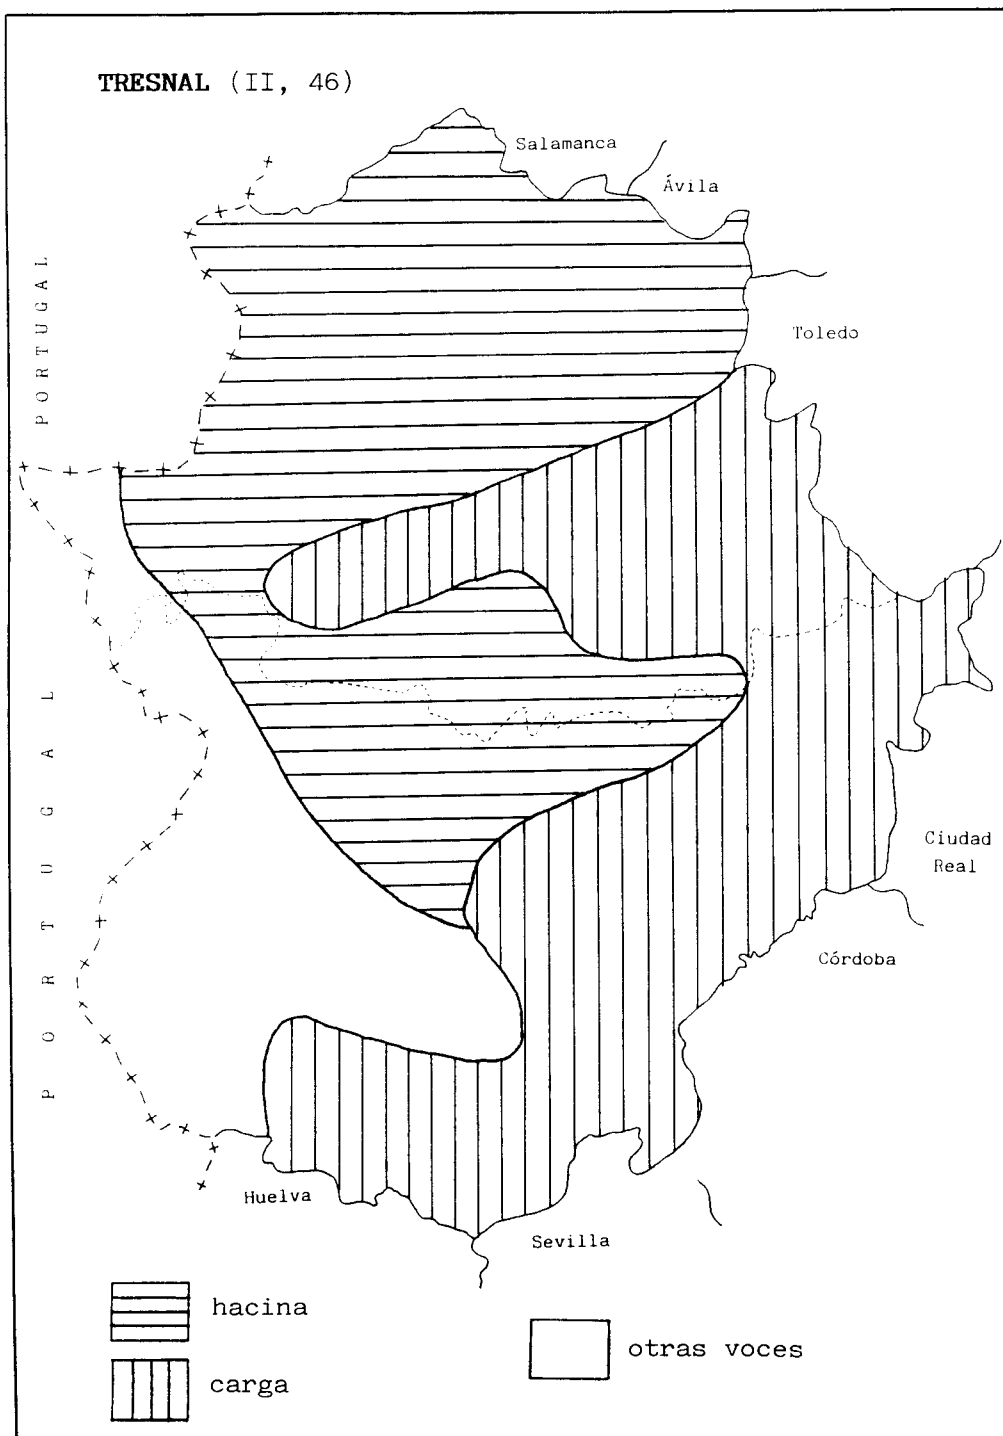 TRESNAL (II, 46)
Salamanca
Ávila
PORTUGAL
Toledo
PORTUGAL
Ciudad
Real
Córdoba
Huelva
Sevilla
hacina
otras voces
carga